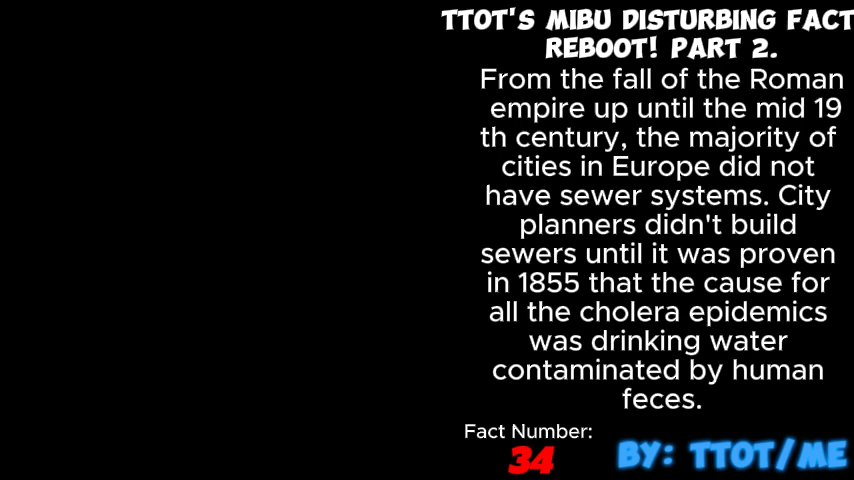 TTOT'S MIBU DISTURBING FACT
REBOOT! PART 2.
From the fall of the Roman
empire up until the mid 19
th century, the majority of
cities in Europe did not
have sewer systems. City
planners didn't build
sewers until it was proven
in 1855 that the cause for
all the cholera epidemics
was drinking water
contaminated by human
feces.
Fact Number:
34
BY: TTOT/ME